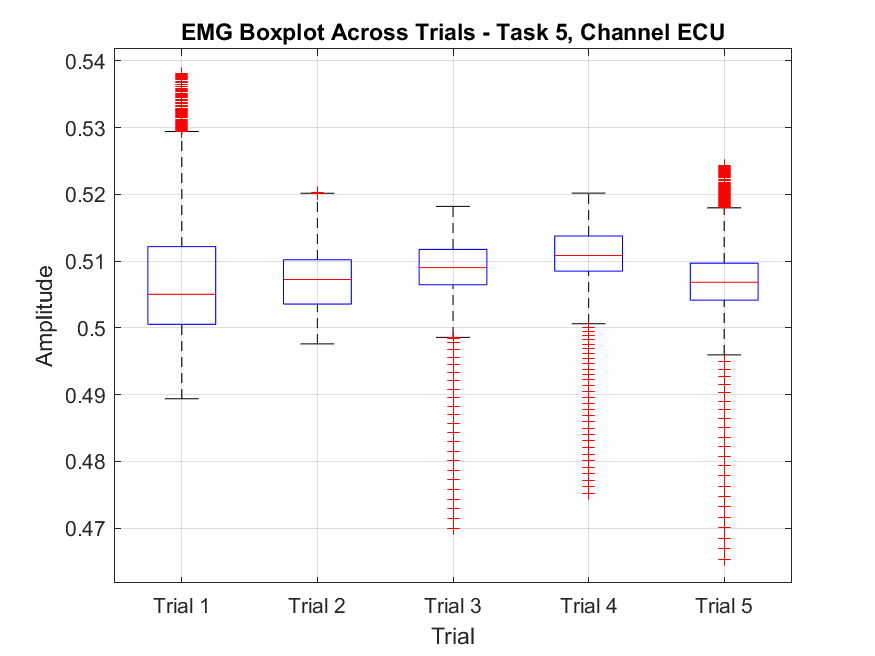 EMG Boxplot Across Trials - Task 5, Channel ECU
0.54
0.53
0.52
0.51
0.5
0.49
0.48
0.47
Amplitude
Trial 1 Trial 2 Trial 3 Trial 4 Trial 5
Trial